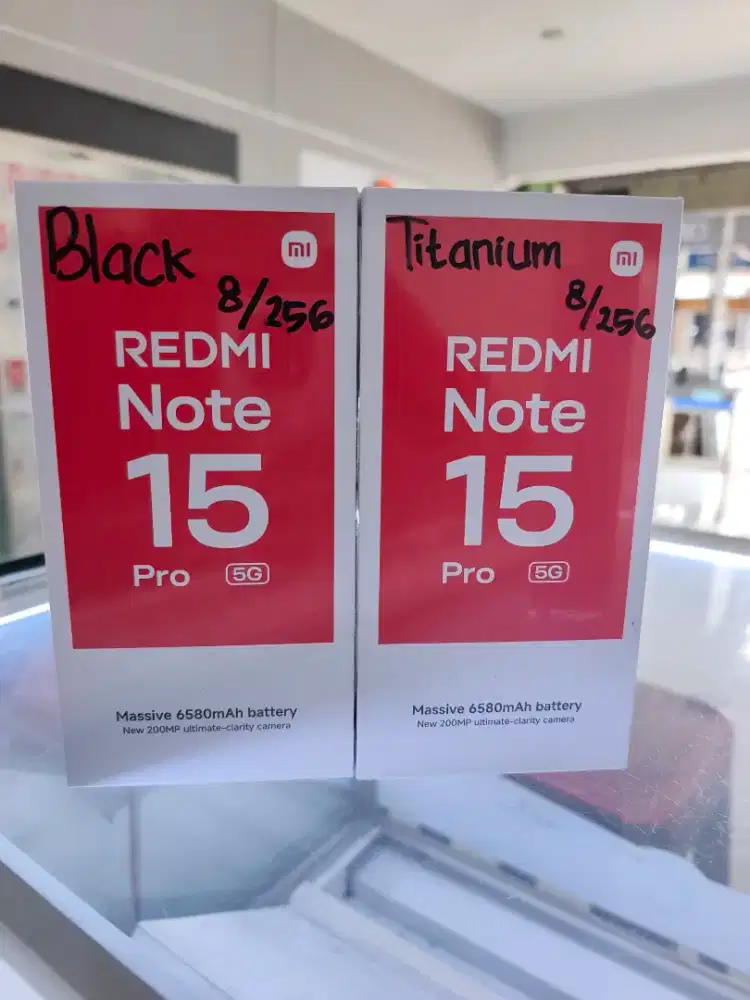 Black
mi
8/256
REDMI
Note
15
Pro 5G
Massive 6580mAh battery
New 200MP ultimate-clarity camera
Titanium
mi
8/256
REDMI
Note
15
Pro 5G
Massive 6580mAh battery
New 200MP ultimate-clarity camera